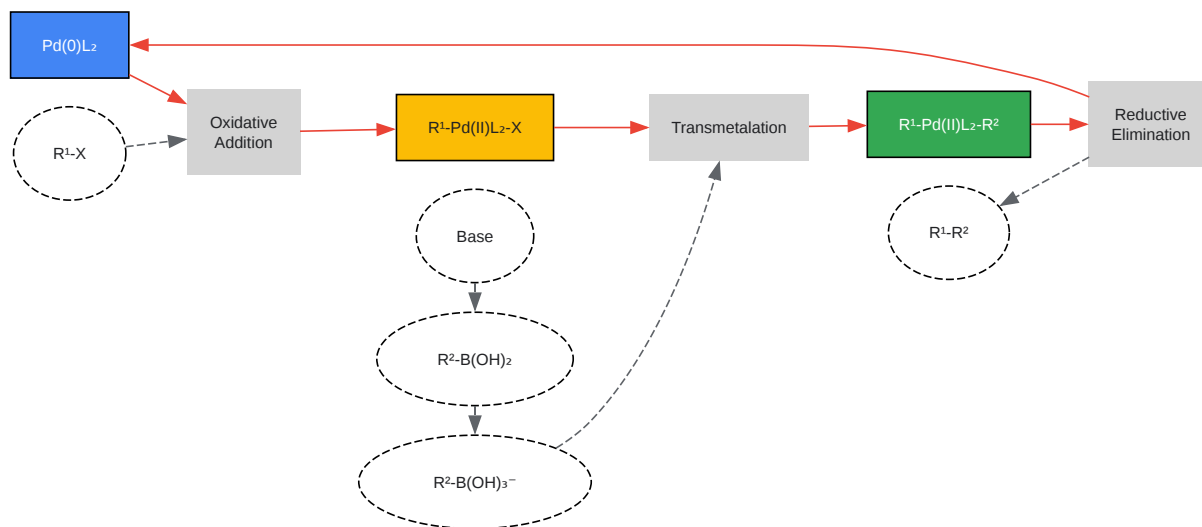 Pd(0)L₂
R¹-X
Oxidative
Addition
R¹-Pd(II)L₂-X
Transmetalation
R¹-Pd(II)L₂-R²
Reductive
Elimination
R¹-R²
Base
R²-B(OH)₂
R²-B(OH)₃⁻